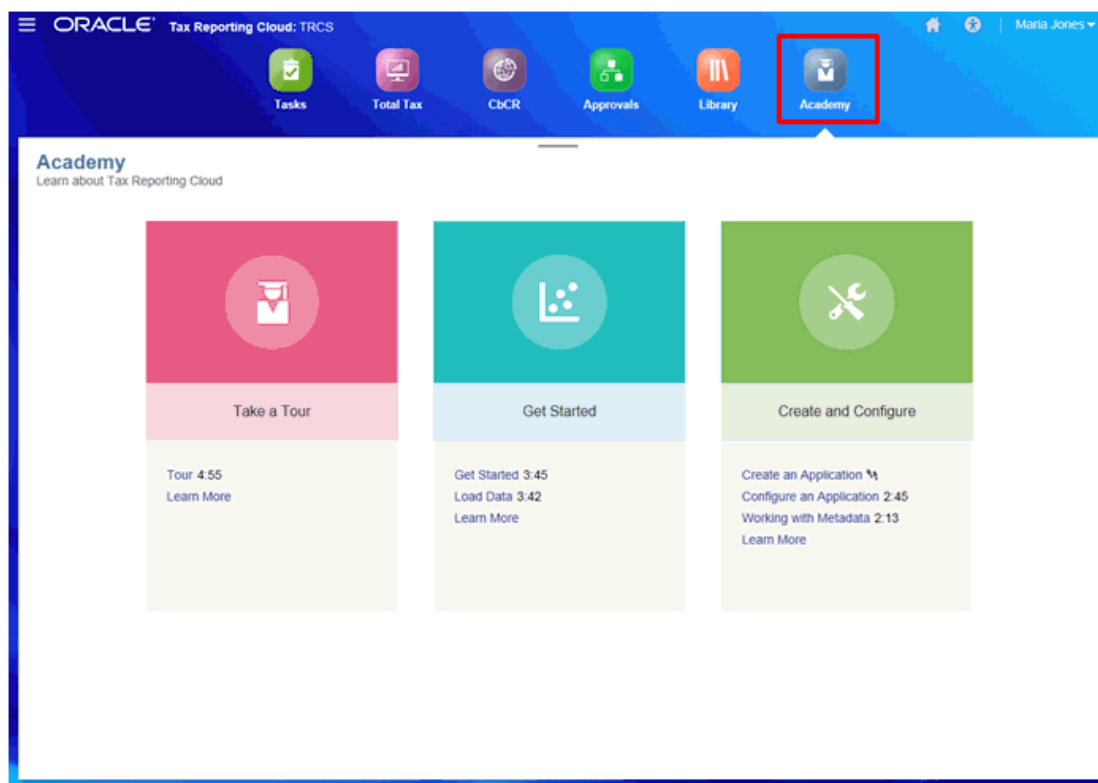 ORACLE Tax Reporting Cloud: TRCS
Maria Jones
Tasks
Total Tax
CbCR
Approvals
Library
Academy
Academy
Learn about Tax Reporting Cloud
Take a Tour
Tour 4:55
Learn More
Get Started
Get Started 3:45
Load Data 3:42
Learn More
Create and Configure
Create an Application
Configure an Application 2:45
Working with Metadata 2:13
Learn More